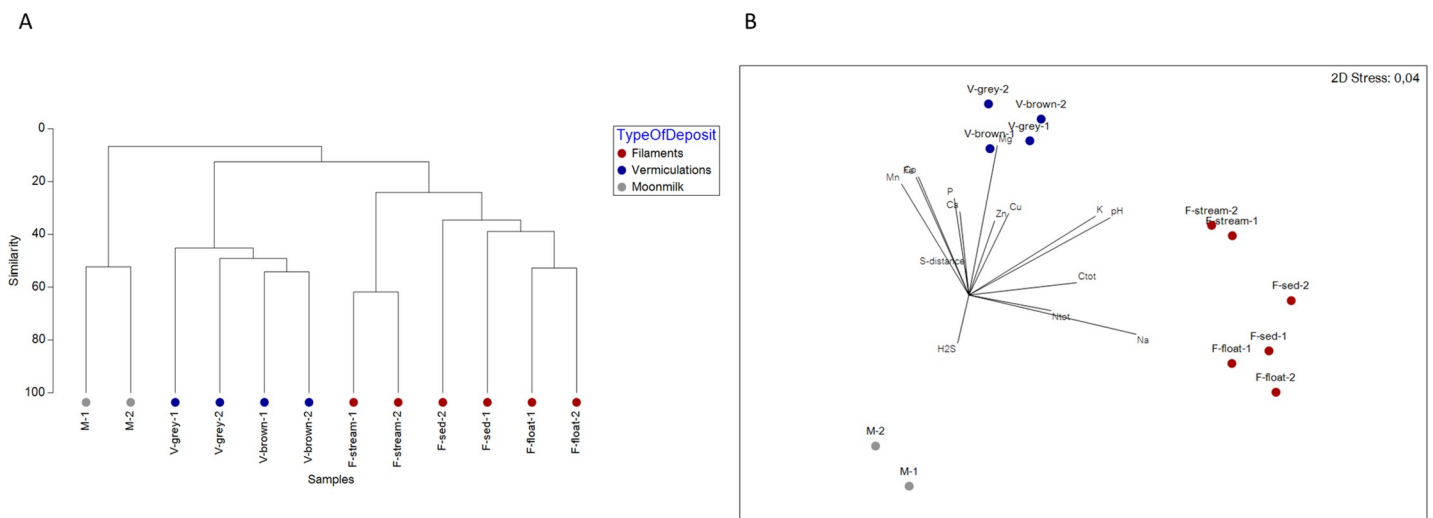 A
B
0
20
40
60
80
100
Similarity
M-1
M-2
V-grey-1
V-grey-2
V-brown-1
V-brown-2
F-stream-1
F-stream-2
F-sed-2
F-sed-1
F-float-1
F-float-2
Samples
TypeOfDeposit
Filaments
Vermiculations
Moonmilk
2D Stress: 0,04
V-grey-2
V-brown-2
V-grey-1
V-brown-1
Mg
Mn
P
Ca
Zn
Cu
K
pH
F-stream-2
F-stream-1
S-distance
Ctot
Ntot
Na
H2S
F-sed-2
F-sed-1
F-float-1
F-float-2
M-2
M-1